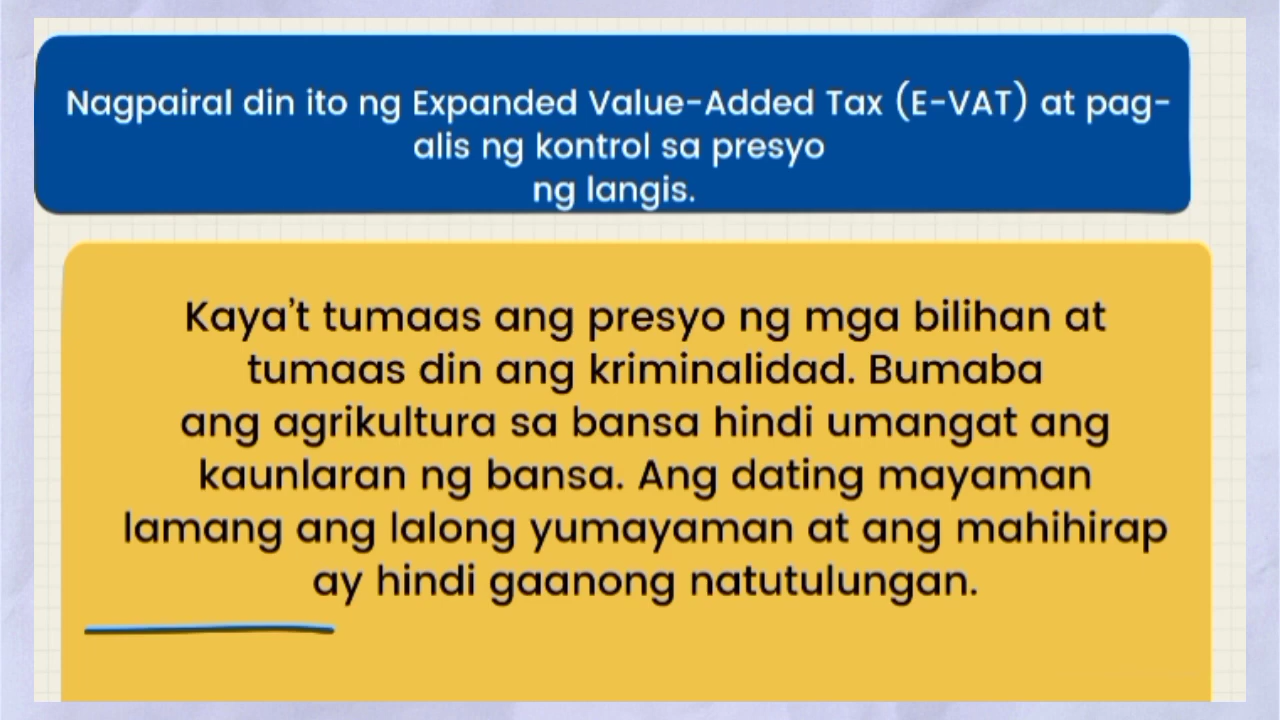 Nagpairal din ito ng Expanded Value-Added Tax (E-VAT) at pag-
alis ng kontrol sa presyo
ng langis.
Kaya't tumaas ang presyo ng mga bilihan at
tumaas din ang kriminalidad. Bumaba
ang agrikultura sa bansa hindi umangat ang
kaunlaran ng bansa. Ang dating mayaman
lamang ang lalong yumayaman at ang mahihirap
ay hindi gaanong natutulungan.